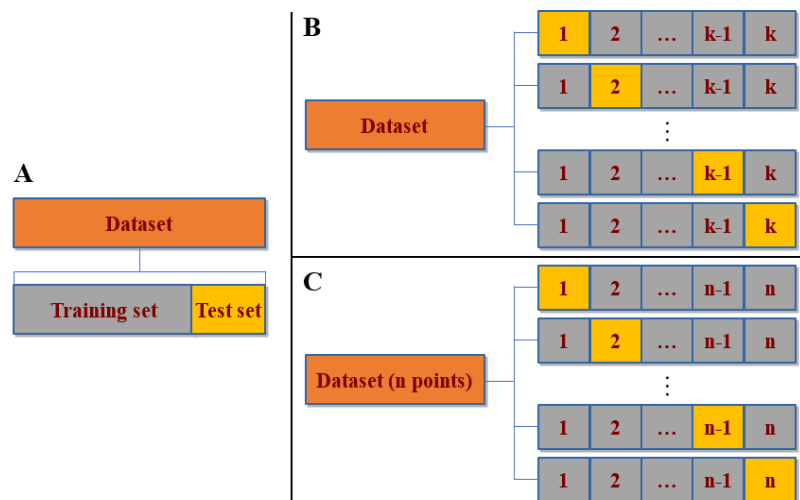 A
Dataset
Training set Test set
B
Dataset
1 2 … k-1 k
1 2 … k-1 k
⋮
1 2 … k-1 k
1 2 … k-1 k
C
Dataset (n points)
1 2 … n-1 n
1 2 … n-1 n
⋮
1 2 … n-1 n
1 2 … n-1 n